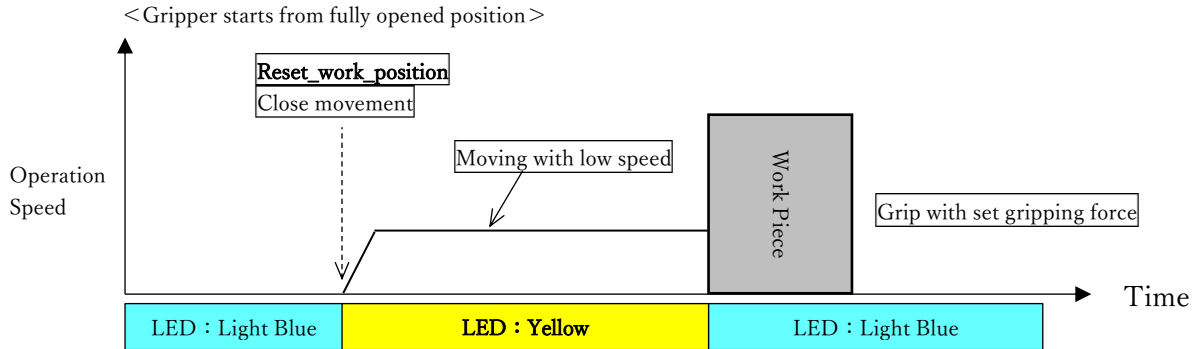 ＜Gripper starts from fully opened position＞
Reset_work_position
Close movement
Moving with low speed
Work Piece
Operation
Speed
Grip with set gripping force
Time
LED：Light Blue
LED：Yellow
LED：Light Blue